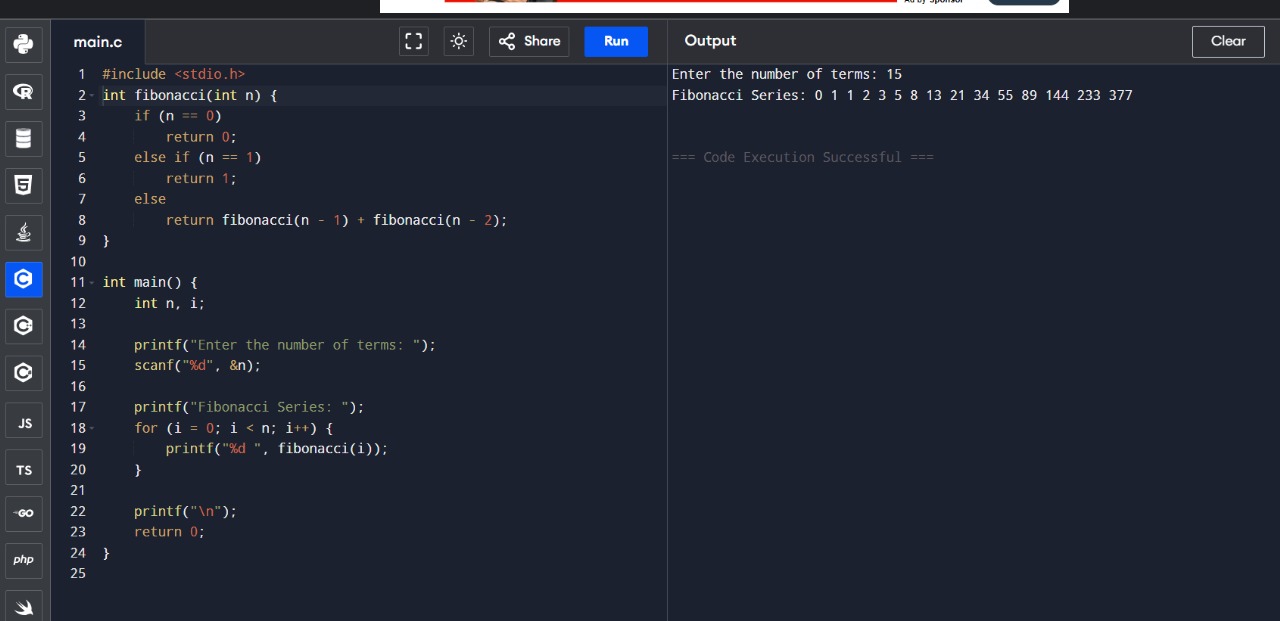 Ad by Sponsor
main.c
Share
Run
Output
Clear
1 #include <stdio.h>
2 int fibonacci(int n) {
3     if (n == 0)
4         return 0;
5     else if (n == 1)
6         return 1;
7     else
8         return fibonacci(n - 1) + fibonacci(n - 2);
9 }
10
11 int main() {
12     int n, i;
13
14     printf("Enter the number of terms: ");
15     scanf("%d", &n);
16
17     printf("Fibonacci Series: ");
18     for (i = 0; i < n; i++) {
19         printf("%d ", fibonacci(i));
20     }
21
22     printf("\n");
23     return 0;
24 }
25
Enter the number of terms: 15
Fibonacci Series: 0 1 1 2 3 5 8 13 21 34 55 89 144 233 377
=== Code Execution Successful ===
R
5
C
C
C
JS
TS
GO
php